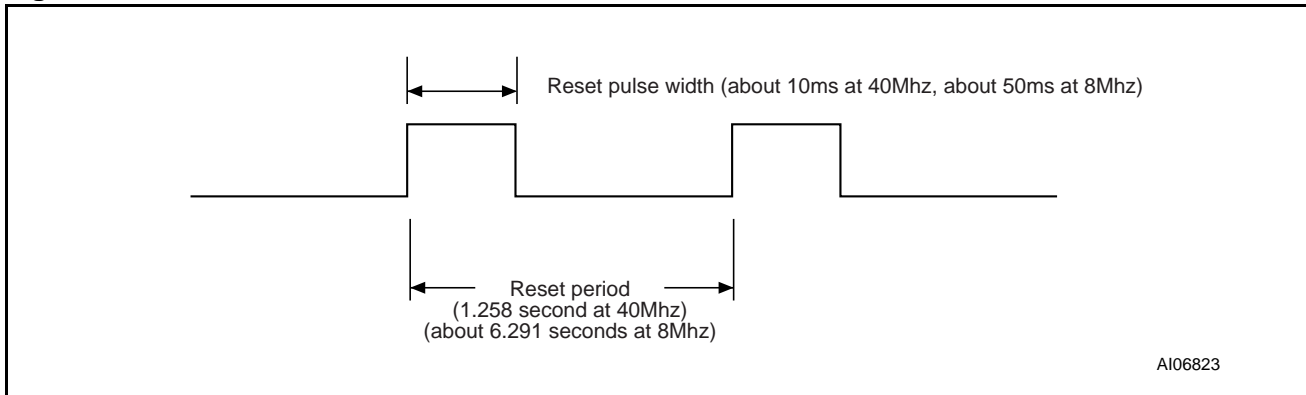 Reset pulse width (about 10ms at 40Mhz, about 50ms at 8Mhz)
Reset period
(1.258 second at 40Mhz)
(about 6.291 seconds at 8Mhz)
AI06823